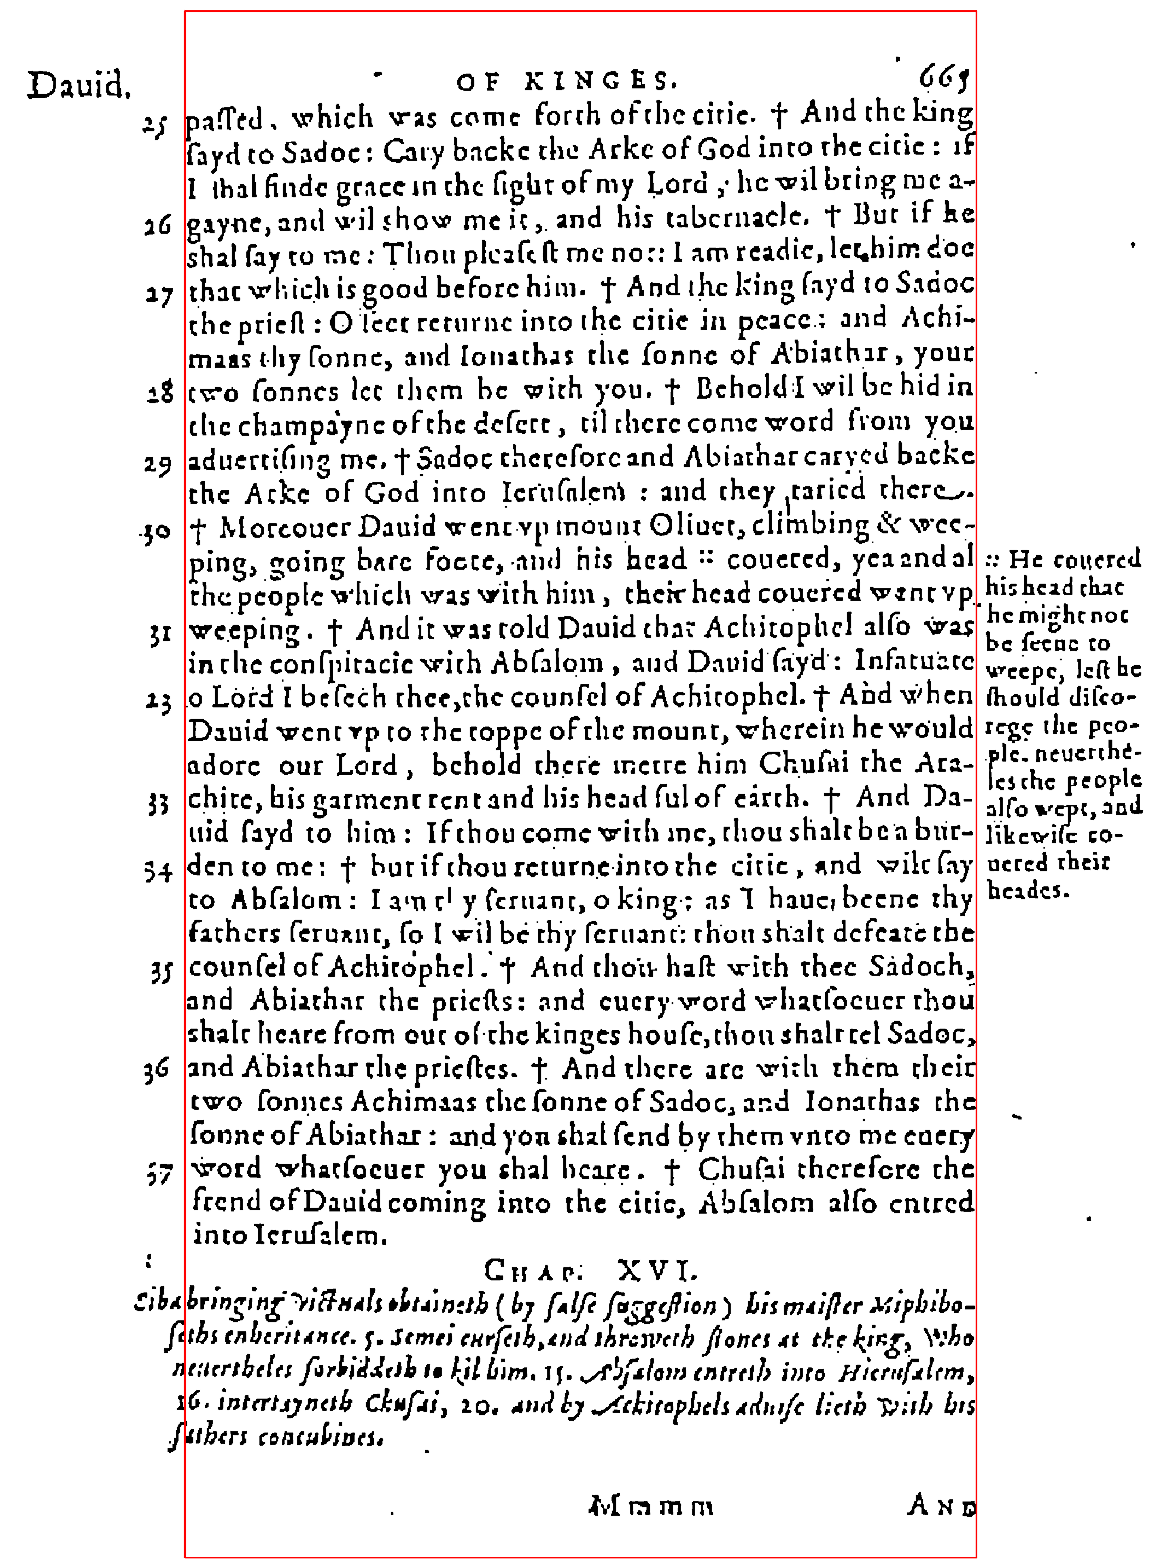 Dauid. OF KINGES. 665
25 passed, which was come forth of the citie. † And the king
ſayd to Sadoc: Cary backe the Arke of God into the citie: if
I shal finde grace in the ſight of my Lord, he wil bring me a-
26 gayne, and wil show me it, and his tabernacle. † But if he
shal ſay to me: Thou pleaſeſt me not: I am readie, let him doe
27 that which is good before him. † And the king ſayd to Sadoc
the prieſt: O ſeer returne into the citie in peace: and Achi-
maas thy ſonne, and Ionathas the ſonne of Abiathar, your
28 two ſonnes let them be with you. † Behold I wil be hid in
the champayne of the deſert, til there come word from you
29 aduertiſing me. † Sadoc therefore and Abiathar caryed backe
the Arke of God into Ieruſalem: and they taried there.
30 † Moreouer Dauid went vp mount Oliuet, climbing & wee-
ping, going bare foote, and his head :: couered, yea and al
the people which was with him, their head couered went vp
31 weeping. † And it was told Dauid that Achitophel alſo was
in the conſpiracie with Abſalom, and Dauid ſayd: Infatuate
23 o Lord I beſech thee, the counſel of Achitophel. † And when
Dauid went vp to the toppe of the mount, wherein he would
adore our Lord, behold there mette him Chuſai the Ara-
33 chite, his garment rent and his head ful of earth. † And Da-
uid ſayd to him: If thou come with me, thou shalt be a bur-
34 den to me: † but if thou returne into the citie, and wilt ſay
to Abſalom: I am thy ſeruant, o king: as I haue beene thy
fathers ſeruant, ſo I wil be thy ſeruant: thou shalt defeate the
35 counſel of Achitophel. † And thou haſt with thee Sadoch,
and Abiathar the prieſts: and euery word whatſoeuer thou
shalt heare from out of the kinges houſe, thou shalt tel Sadoc,
36 and Abiathar the prieſtes. † And there are with them their
two ſonnes Achimaas the ſonne of Sadoc, and Ionathas the
ſonne of Abiathar: and you shal ſend by them vnto me euery
37 word whatſoeuer you shal heare. † Chuſai therefore the
frend of Dauid coming into the citie, Abſalom alſo entred
into Ieruſalem.
:: He couered
his head that
he might not
be ſeene to
weepe, leſt he
ſhould diſco-
rege the peo-
ple. neuerthe-
les the people
alſo wept, and
likewiſe co-
uered their
heades.
CHAP. XVI.
Siba bringing victuals obtaineth (by falſe ſuggeſtion) his maiſter Miphibo-
ſeths enheritance. 5. Semei curſeth, and throweth ſtones at the king, Who
neuertheles forbiddeth to kil him. 15. Abſalom entreth into Hieruſalem,
16. intertayneth Chuſai, 20. and by Achitophels aduiſe lieth With his
fathers concubines.
Mmmm AND